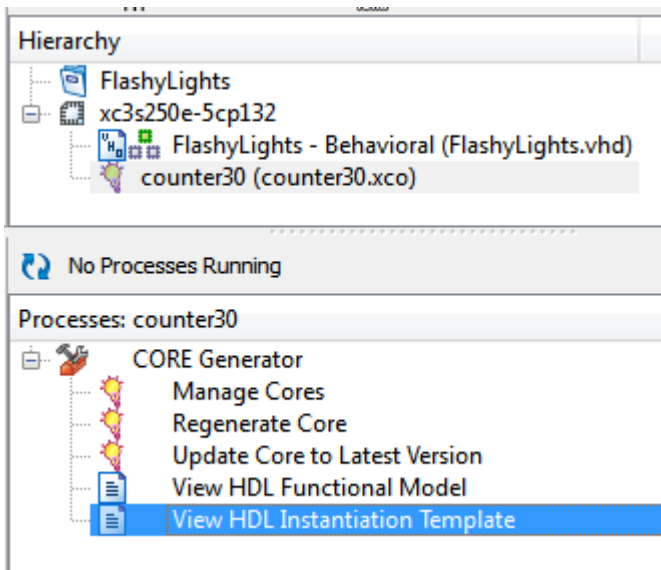 Hierarchy
FlashyLights
xc3s250e-5cp132
FlashyLights - Behavioral (FlashyLights.vhd)
counter30 (counter30.xco)
No Processes Running
Processes: counter30
CORE Generator
Manage Cores
Regenerate Core
Update Core to Latest Version
View HDL Functional Model
View HDL Instantiation Template